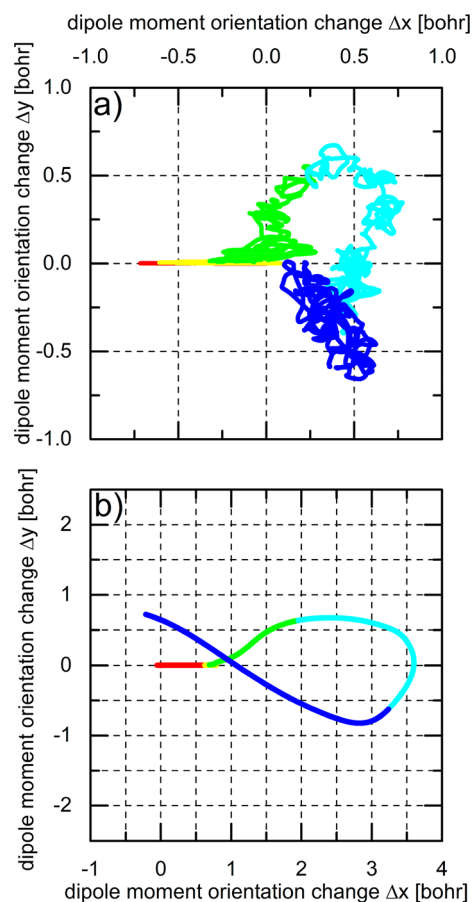 dipole moment orientation change Δx [bohr]
-1.0 -0.5 0.0 0.5 1.0
dipole moment orientation change Δy [bohr]
a)
1.0
0.5
0.0
-0.5
-1.0
dipole moment orientation change Δy [bohr]
b)
2
1
0
-1
-2
-1 0 1 2 3 4
dipole moment orientation change Δx [bohr]